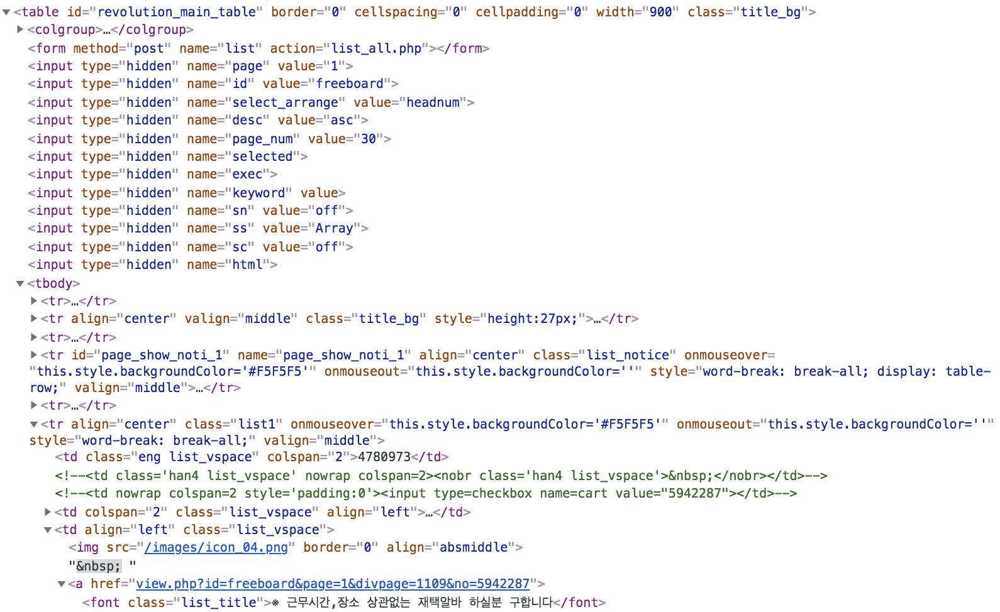 ▼<table id="revolution_main_table" border="0" cellspacing="0" cellpadding="0" width="900" class="title_bg">
▶<colgroup>…</colgroup>
<form method="post" name="list" action="list_all.php"></form>
<input type="hidden" name="page" value="1">
<input type="hidden" name="id" value="freeboard">
<input type="hidden" name="select_arrange" value="headnum">
<input type="hidden" name="desc" value="asc">
<input type="hidden" name="page_num" value="30">
<input type="hidden" name="selected">
<input type="hidden" name="exec">
<input type="hidden" name="keyword" value>
<input type="hidden" name="sn" value="off">
<input type="hidden" name="ss" value="Array">
<input type="hidden" name="sc" value="off">
<input type="hidden" name="html">
▼<tbody>
▶<tr>…</tr>
▶<tr align="center" valign="middle" class="title_bg" style="height:27px;">…</tr>
▶<tr>…</tr>
▶<tr id="page_show_noti_1" name="page_show_noti_1" align="center" class="list_notice" onmouseover=
"this.style.backgroundColor='#F5F5F5'" onmouseout="this.style.backgroundColor=''" style="word-break: break-all; display: table-
row;" valign="middle">…</tr>
▶<tr>…</tr>
▼<tr align="center" class="list1" onmouseover="this.style.backgroundColor='#F5F5F5'" onmouseout="this.style.backgroundColor=''"
style="word-break: break-all;" valign="middle">
<td class="eng list_vspace" colspan="2">4780973</td>
<!--<td class='han4 list_vspace' nowrap colspan=2><nobr class='han4 list_vspace'>&nbsp;</nobr></td>-->
<!--<td nowrap colspan=2 style='padding:0'><input type=checkbox name=cart value="5942287"></td>-->
▶<td colspan="2" class="list_vspace" align="left">…</td>
▼<td align="left" class="list_vspace">
<img src="/images/icon_04.png" border="0" align="absmiddle">
"&nbsp; "
▼<a href="view.php?id=freeboard&page=1&divpage=1109&no=5942287">
<font class="list_title">※ 근무시간,장소 상관없는 재택알바 하실분 구합니다</font>